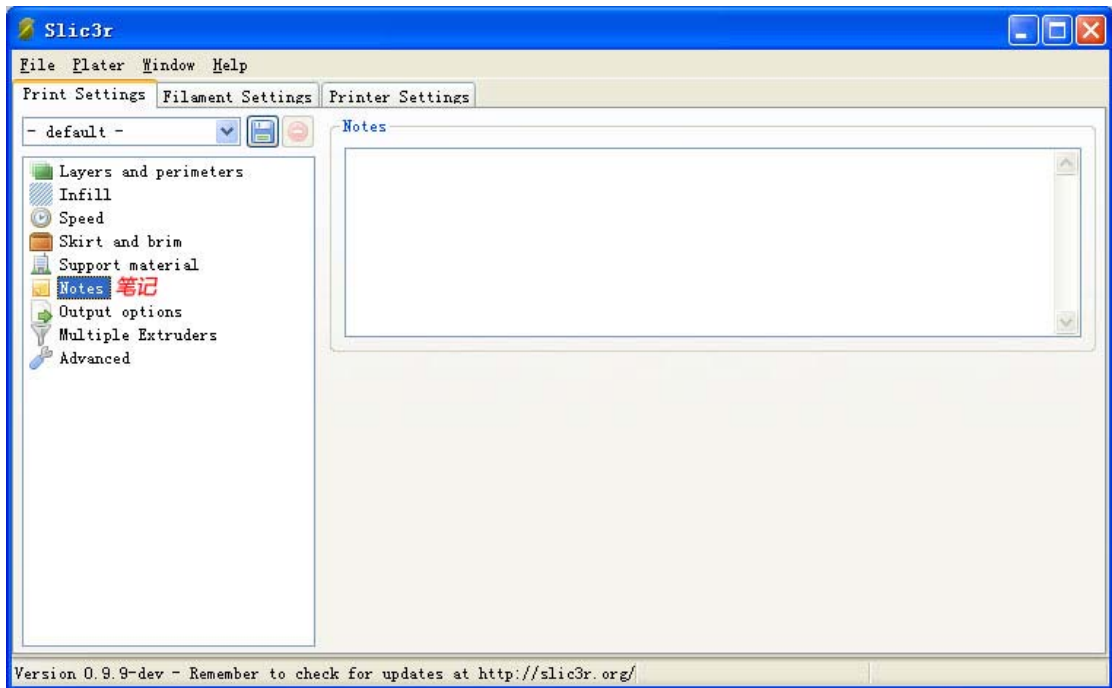 Slic3r
File Plater Window Help
Print Settings Filament Settings Printer Settings
- default -
Notes
Layers and perimeters
Infill
Speed
Skirt and brim
Support material
Notes 笔记
Output options
Multiple Extruders
Advanced
Version 0.9.9-dev - Remember to check for updates at http://slic3r.org/